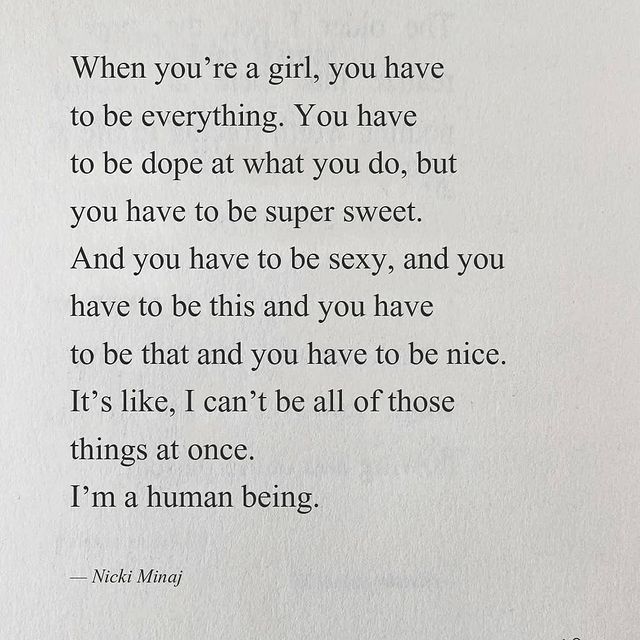 When you’re a girl, you have
to be everything. You have
to be dope at what you do, but
you have to be super sweet.
And you have to be sexy, and you
have to be this and you have
to be that and you have to be nice.
It’s like, I can’t be all of those
things at once.
I’m a human being.
— Nicki Minaj